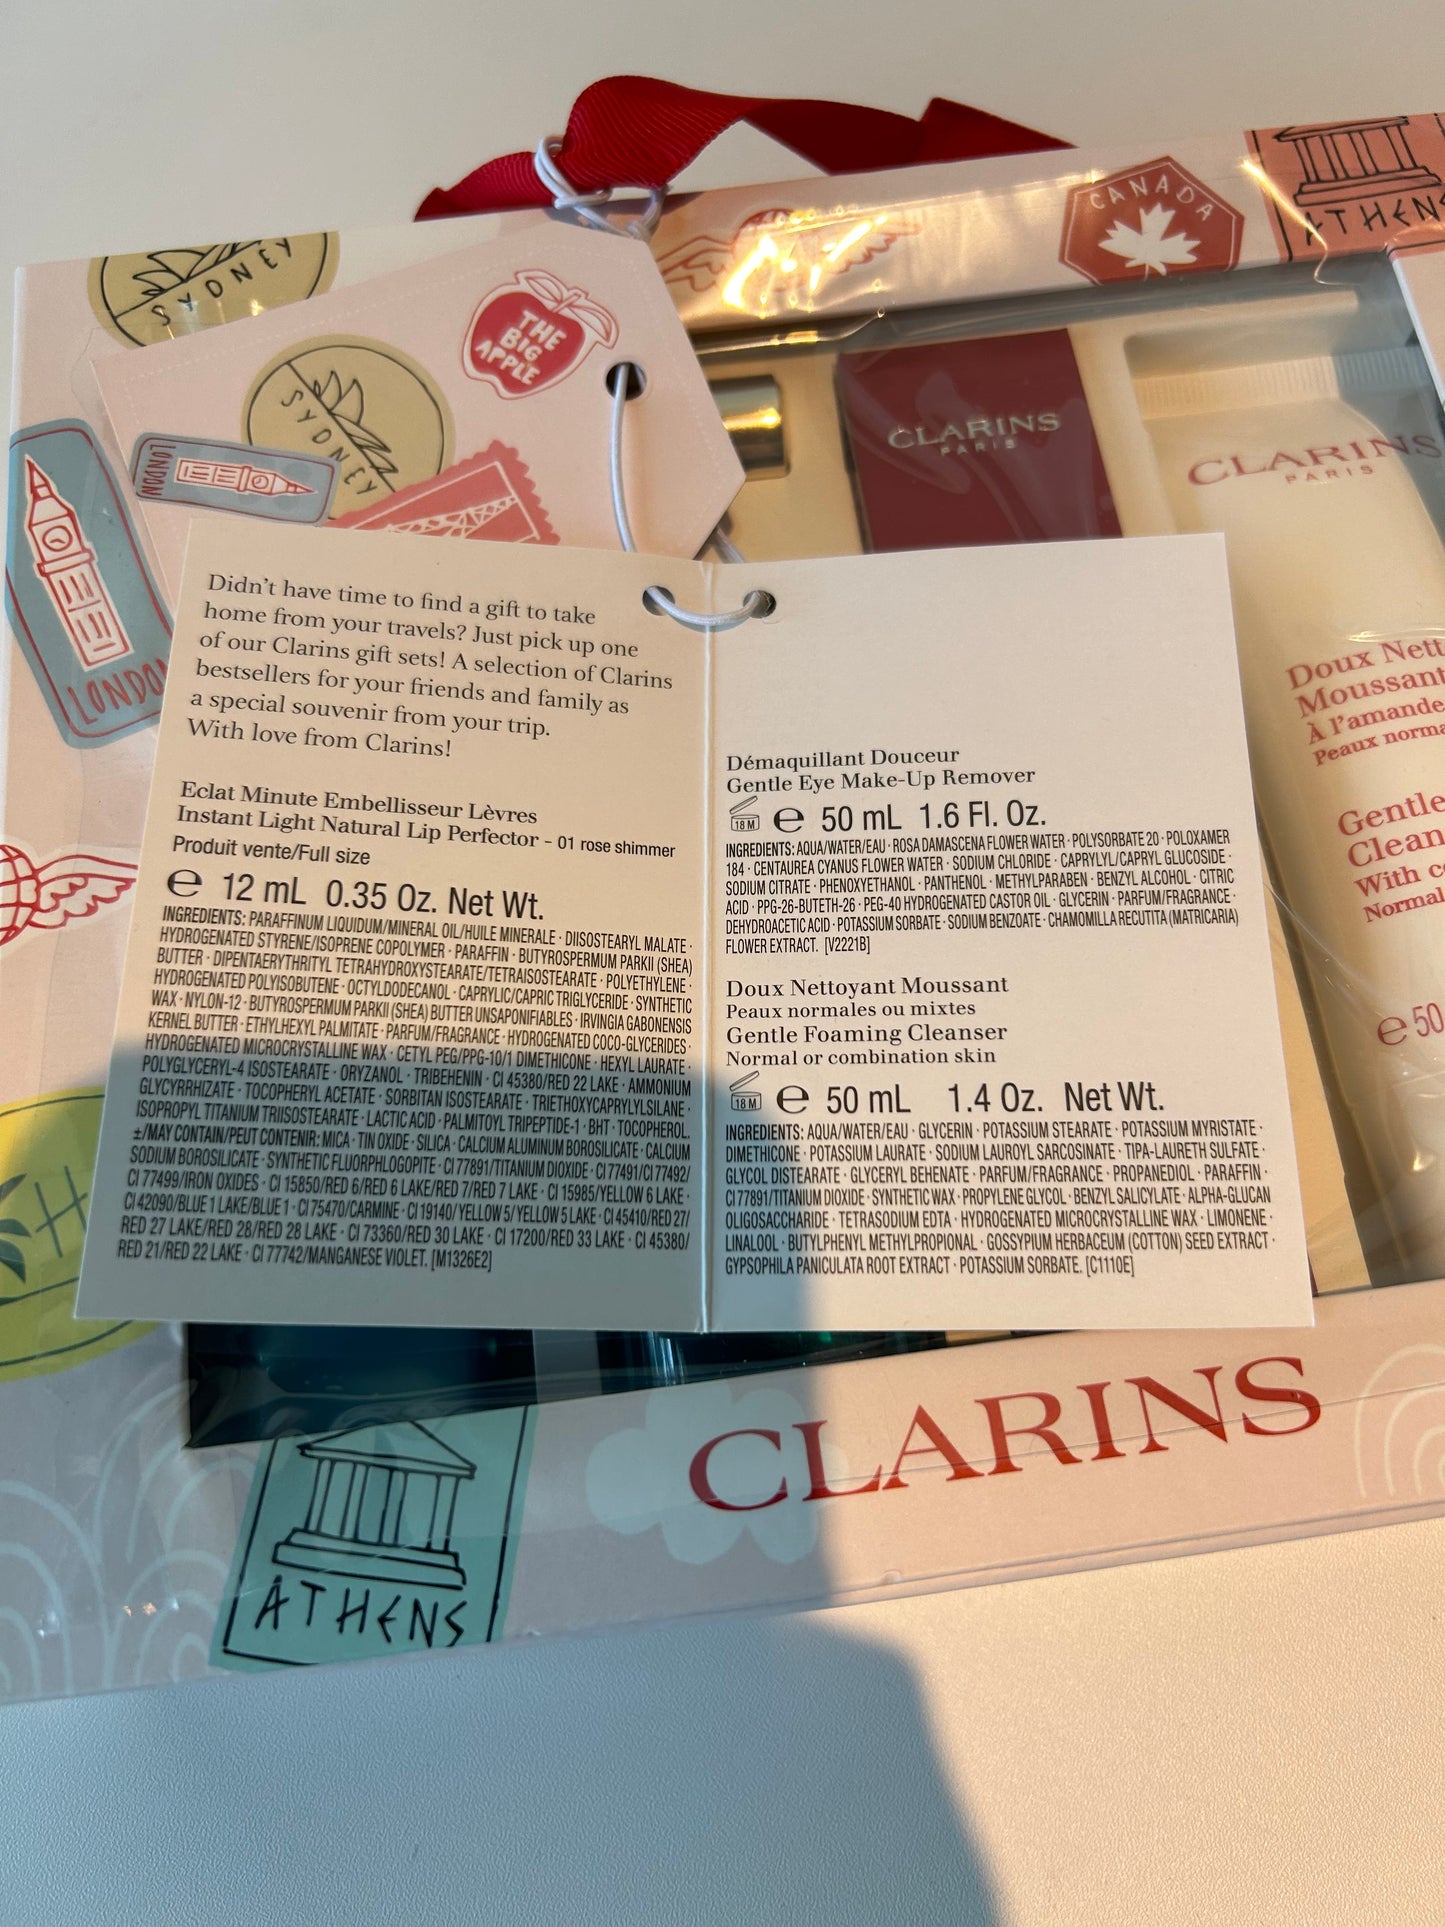 SYDNEY
CANADA
ATHENS
THE
BIG
APPLE
SYDNEY
LONDON
LONDON
CLARINS
PARIS
CLARINS
PARIS
Doux Nett
Moussant
À l'amande
Peaux norma
Gentle
Clean
With co
Normal
e 50
Didn't have time to find a gift to take
home from your travels? Just pick up one
of our Clarins gift sets! A selection of Clarins
bestsellers for your friends and family as
a special souvenir from your trip.
With love from Clarins!
Eclat Minute Embellisseur Lèvres
Instant Light Natural Lip Perfector - 01 rose shimmer
Produit vente/Full size
℮ 12 mL 0.35 Oz. Net Wt.
INGREDIENTS: PARAFFINUM LIQUIDUM/MINERAL OIL/HUILE MINERALE · DIISOSTEARYL MALATE ·
HYDROGENATED STYRENE/ISOPRENE COPOLYMER · PARAFFIN · BUTYROSPERMUM PARKII (SHEA)
BUTTER · DIPENTAERYTHRITYL TETRAHYDROXYSTEARATE/TETRAISOSTEARATE · POLYETHYLENE ·
HYDROGENATED POLYISOBUTENE · OCTYLDODECANOL · CAPRYLIC/CAPRIC TRIGLYCERIDE · SYNTHETIC
WAX · NYLON-12 · BUTYROSPERMUM PARKII (SHEA) BUTTER UNSAPONIFIABLES · IRVINGIA GABONENSIS
KERNEL BUTTER · ETHYLHEXYL PALMITATE · PARFUM/FRAGRANCE · HYDROGENATED COCO-GLYCERIDES ·
HYDROGENATED MICROCRYSTALLINE WAX · CETYL PEG/PPG-10/1 DIMETHICONE · HEXYL LAURATE ·
POLYGLYCERYL-4 ISOSTEARATE · ORYZANOL · TRIBEHENIN · CI 45380/RED 22 LAKE · AMMONIUM
GLYCYRRHIZATE · TOCOPHERYL ACETATE · SORBITAN ISOSTEARATE · TRIETHOXYCAPRYLYLSILANE ·
ISOPROPYL TITANIUM TRIISOSTEARATE · LACTIC ACID · PALMITOYL TRIPEPTIDE-1 · BHT · TOCOPHEROL.
±/MAY CONTAIN/PEUT CONTENIR: MICA · TIN OXIDE · SILICA · CALCIUM ALUMINUM BOROSILICATE · CALCIUM
SODIUM BOROSILICATE · SYNTHETIC FLUORPHLOGOPITE · CI 77891/TITANIUM DIOXIDE · CI 77491/CI 77492/
CI 77499/IRON OXIDES · CI 15850/RED 6/RED 6 LAKE/RED 7/RED 7 LAKE · CI 15985/YELLOW 6 LAKE ·
CI 42090/BLUE 1 LAKE/BLUE 1 · CI 75470/CARMINE · CI 19140/YELLOW 5/YELLOW 5 LAKE · CI 45410/RED 27/
RED 27 LAKE/RED 28/RED 28 LAKE · CI 73360/RED 30 LAKE · CI 17200/RED 33 LAKE · CI 45380/
RED 21/RED 22 LAKE · CI 77742/MANGANESE VIOLET. [M1326E2]
Démaquillant Douceur
Gentle Eye Make-Up Remover
18 M ℮ 50 mL 1.6 Fl. Oz.
INGREDIENTS: AQUA/WATER/EAU · ROSA DAMASCENA FLOWER WATER · POLYSORBATE 20 · POLOXAMER
184 · CENTAUREA CYANUS FLOWER WATER · SODIUM CHLORIDE · CAPRYLYL/CAPRYL GLUCOSIDE ·
SODIUM CITRATE · PHENOXYETHANOL · PANTHENOL · METHYLPARABEN · BENZYL ALCOHOL · CITRIC
ACID · PPG-26-BUTETH-26 · PEG-40 HYDROGENATED CASTOR OIL · GLYCERIN · PARFUM/FRAGRANCE ·
DEHYDROACETIC ACID · POTASSIUM SORBATE · SODIUM BENZOATE · CHAMOMILLA RECUTITA (MATRICARIA)
FLOWER EXTRACT. [V2221B]
Doux Nettoyant Moussant
Peaux normales ou mixtes
Gentle Foaming Cleanser
Normal or combination skin
18 M ℮ 50 mL 1.4 Oz. Net Wt.
INGREDIENTS: AQUA/WATER/EAU · GLYCERIN · POTASSIUM STEARATE · POTASSIUM MYRISTATE ·
DIMETHICONE · POTASSIUM LAURATE · SODIUM LAUROYL SARCOSINATE · TIPA-LAURETH SULFATE ·
GLYCOL DISTEARATE · GLYCERYL BEHENATE · PARFUM/FRAGRANCE · PROPANEDIOL · PARAFFIN ·
CI 77891/TITANIUM DIOXIDE · SYNTHETIC WAX · PROPYLENE GLYCOL · BENZYL SALICYLATE · ALPHA-GLUCAN
OLIGOSACCHARIDE · TETRASODIUM EDTA · HYDROGENATED MICROCRYSTALLINE WAX · LIMONENE ·
LINALOOL · BUTYLPHENYL METHYLPROPIONAL · GOSSYPIUM HERBACEUM (COTTON) SEED EXTRACT ·
GYPSOPHILA PANICULATA ROOT EXTRACT · POTASSIUM SORBATE. [C1110E]
CLARINS
ATHENS